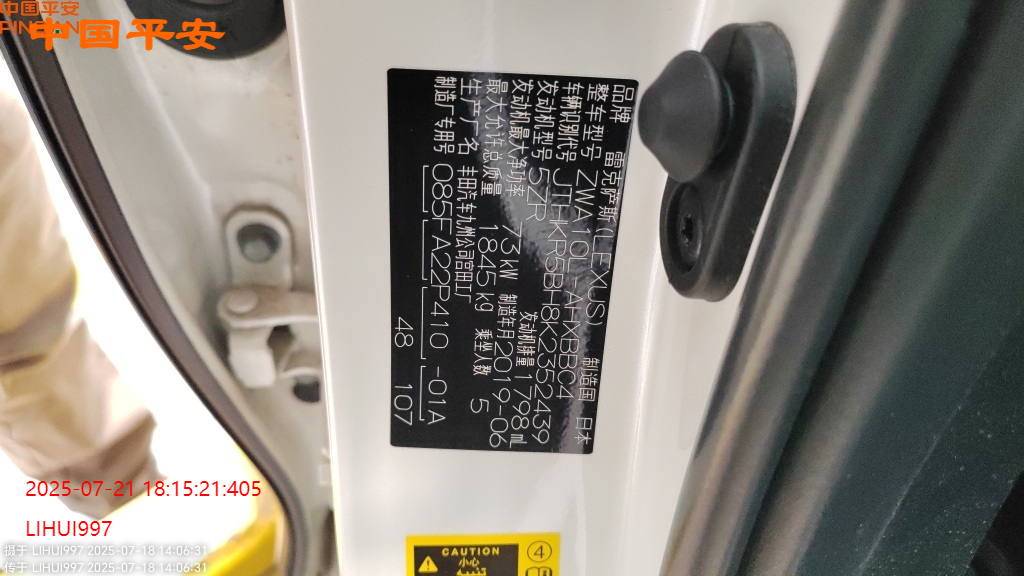 中国平安
PINGAN
中国平安
品牌 雷克萨斯 (LEXUS) 制造国 日本
整车型号 ZWA10L-AHXBBC4
车辆识别代号 JTHKR5BH8K2352439
发动机型号 5ZR 发动机排量 1798mL
发动机最大净功率 73kW 制造年月 2019-06
最大允许总质量 1845kg 乘坐人数 5
生产厂名 丰田汽车九州公司宫田工厂
制造厂专用号 085FA22P410 -01A
48 107
CAUTION
小心
تنبيه
4
2025-07-21 18:15:21:405
LIHUI997
摄于 LIHUI997 2025-07-18 14:06:31
传于 LIHUI997 2025-07-18 14:06:31